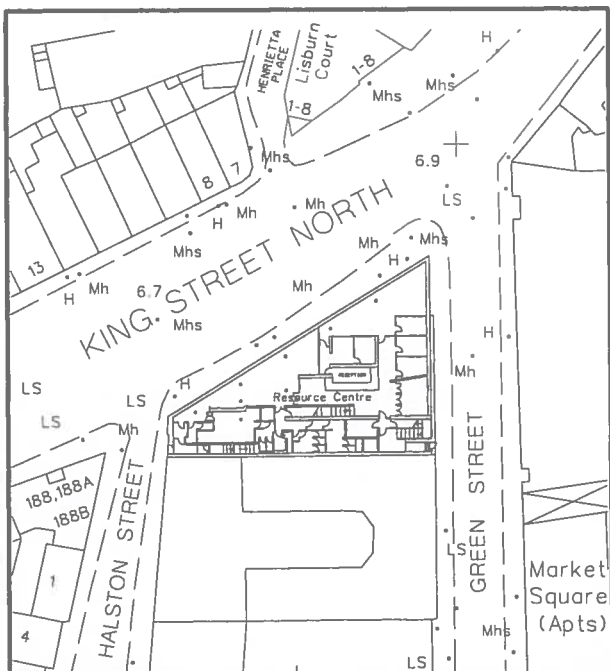 HENRIETTA
PLACE
Lisburn
Court
1-8
1-8
H
Mhs
Mhs
6.9
8
7
LS
Mh
H
KING STREET NORTH
Mh
Mhs
Mhs
H
13
Mh
H
6.7
Mh
Mhs
H
Mh
RECEPTION
Resource Centre
LS
LS
LS
H
Mh
188, 188A
188B
HALSTON STREET
GREEN STREET
1
4
LS
Market
Square
(Apts)
Mhs
LS